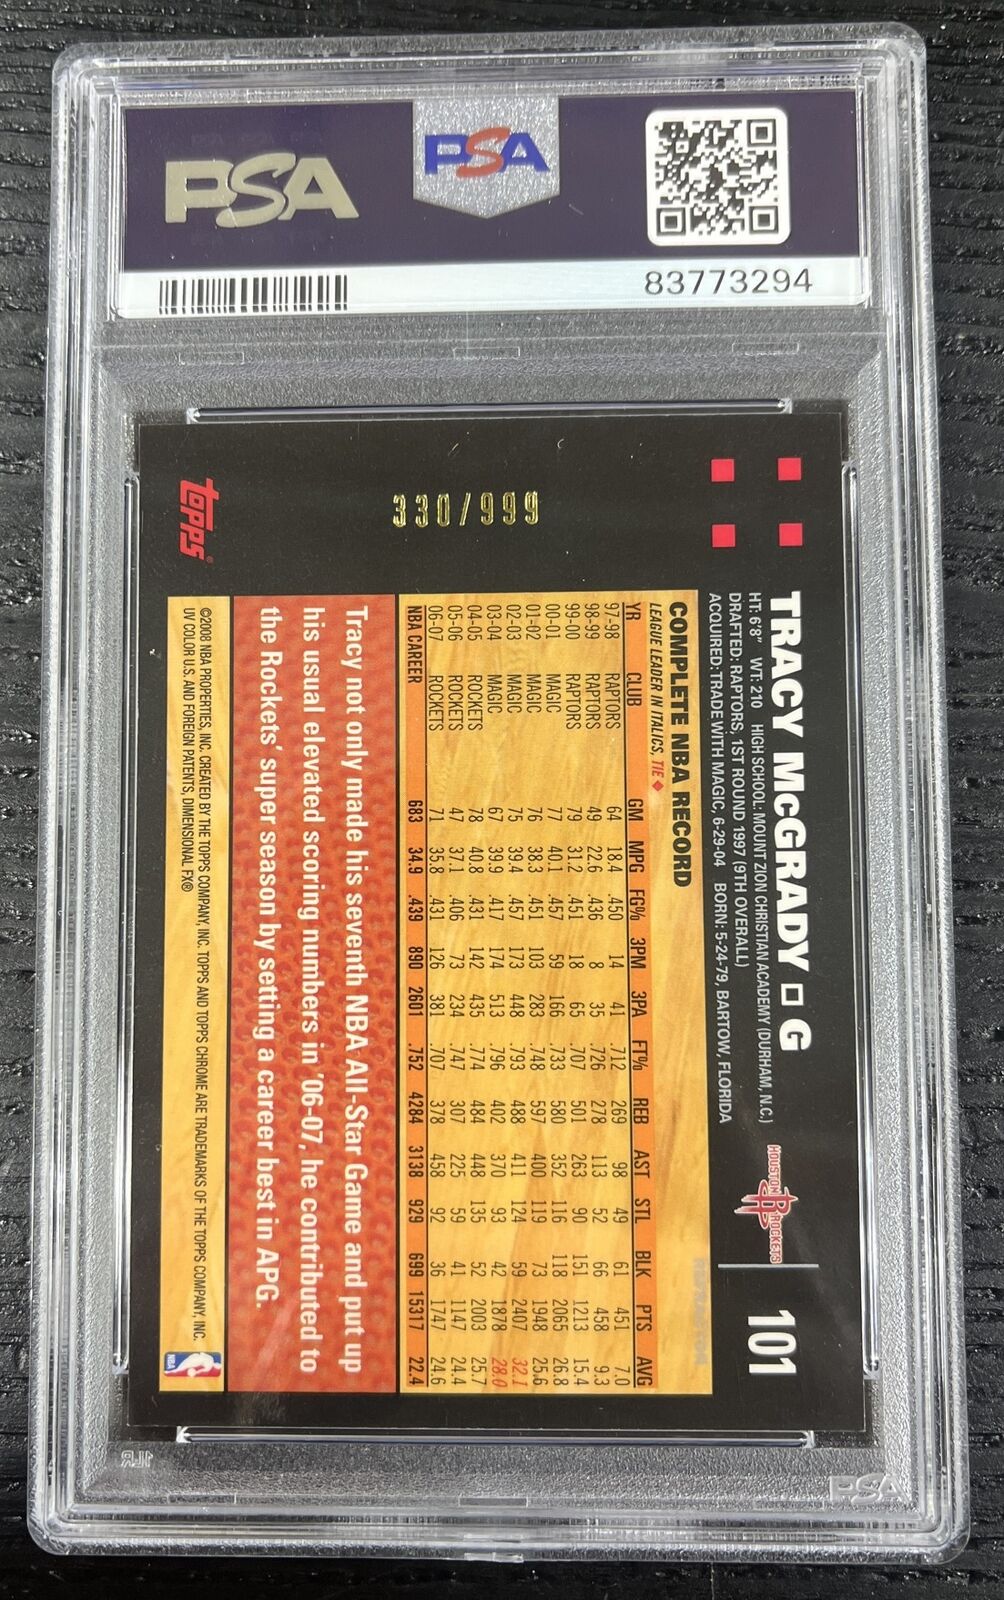 PSA
PSA
83773294
330/999
topps
TRACY McGRADY □ G
101
HOUSTON ROCKETS
HT: 6'8" WT: 210 HIGH SCHOOL: MOUNT ZION CHRISTIAN ACADEMY (DURHAM, N.C.)
DRAFTED: RAPTORS, 1ST ROUND 1997 (9TH OVERALL)
ACQUIRED: TRADE WITH MAGIC, 6-29-04 BORN: 5-24-79, BARTOW, FLORIDA
COMPLETE NBA RECORD
REFRACTOR
LEAGUE LEADER IN ITALICS, TIE ♦
YR CLUB GM MPG FG% 3PM 3PA FT% REB AST STL BLK PTS AVG
97-98 RAPTORS 64 18.4 .450 14 41 .712 269 98 49 61 451 7.0
98-99 RAPTORS 49 22.6 .436 8 35 .726 278 113 52 66 458 9.3
99-00 RAPTORS 79 31.2 .451 18 65 .707 501 263 90 151 1213 15.4
00-01 MAGIC 77 40.1 .457 59 166 .733 580 352 116 118 2065 26.8
01-02 MAGIC 76 38.3 .451 103 283 .748 597 400 119 73 1948 25.6
02-03 MAGIC 75 39.4 .457 173 448 .793 488 411 124 59 2407 32.1
03-04 MAGIC 67 39.9 .417 174 513 .796 402 370 93 42 1878 28.0
04-05 ROCKETS 78 40.8 .431 142 435 .774 484 448 135 52 2003 25.7
05-06 ROCKETS 47 37.1 .406 73 234 .747 307 225 59 41 1147 24.4
06-07 ROCKETS 71 35.8 .431 126 381 .707 378 458 92 36 1747 24.6
NBA CAREER 683 34.9 .439 890 2601 .752 4284 3138 929 699 15317 22.4
Tracy not only made his seventh NBA All-Star Game and put up
his usual elevated scoring numbers in '06-07, he contributed to
the Rockets' super season by setting a career best in APG.
©2008 NBA PROPERTIES, INC. CREATED BY THE TOPPS COMPANY, INC. TOPPS AND TOPPS CHROME ARE TRADEMARKS OF THE TOPPS COMPANY, INC.
UV COLOR U.S. AND FOREIGN PATENTS, DIMENSIONAL FX®
NBA
PSA